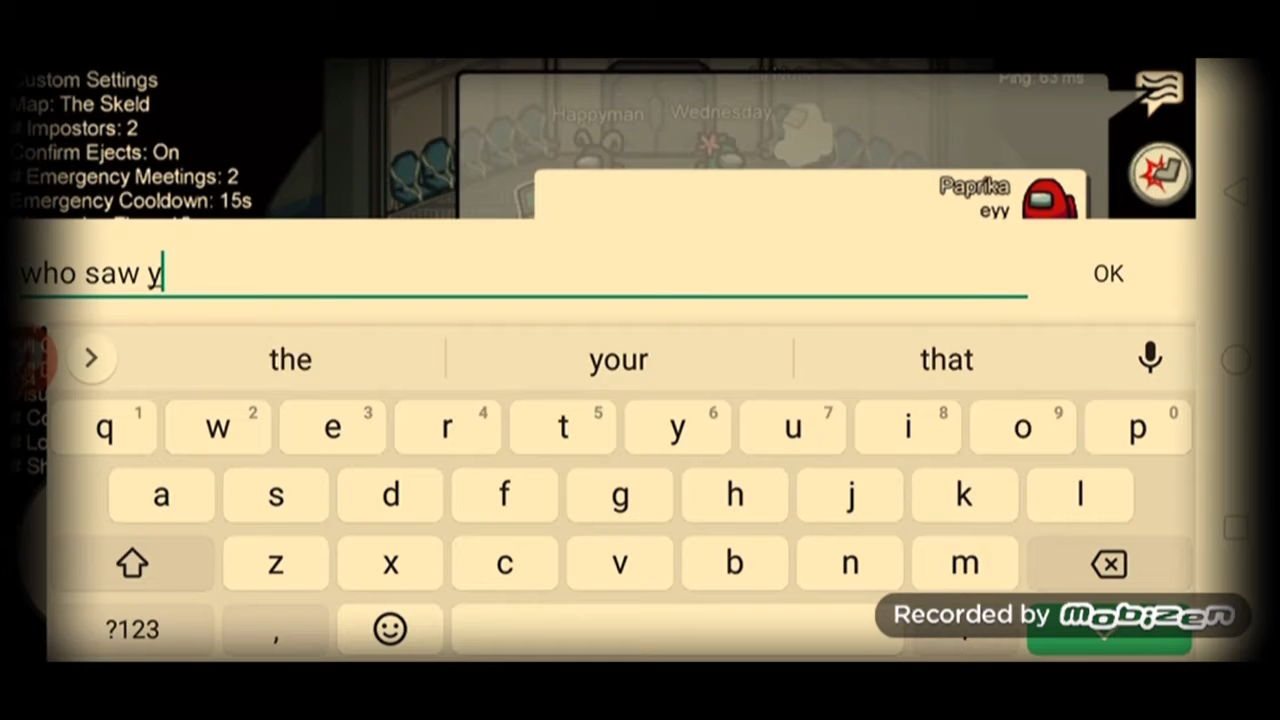 Custom Settings
Map: The Skeld
# Impostors: 2
Confirm Ejects: On
# Emergency Meetings: 2
Emergency Cooldown: 15s
Ping: 63 ms
Happyman
Wednesday
Paprika
eyy
who saw y
OK
the your that
q 1 w 2 e 3 r 4 t 5 y 6 u 7 i 8 o 9 p 0
a s d f g h j k l
z x c v b n m
?123 ,
Recorded by Mobizen